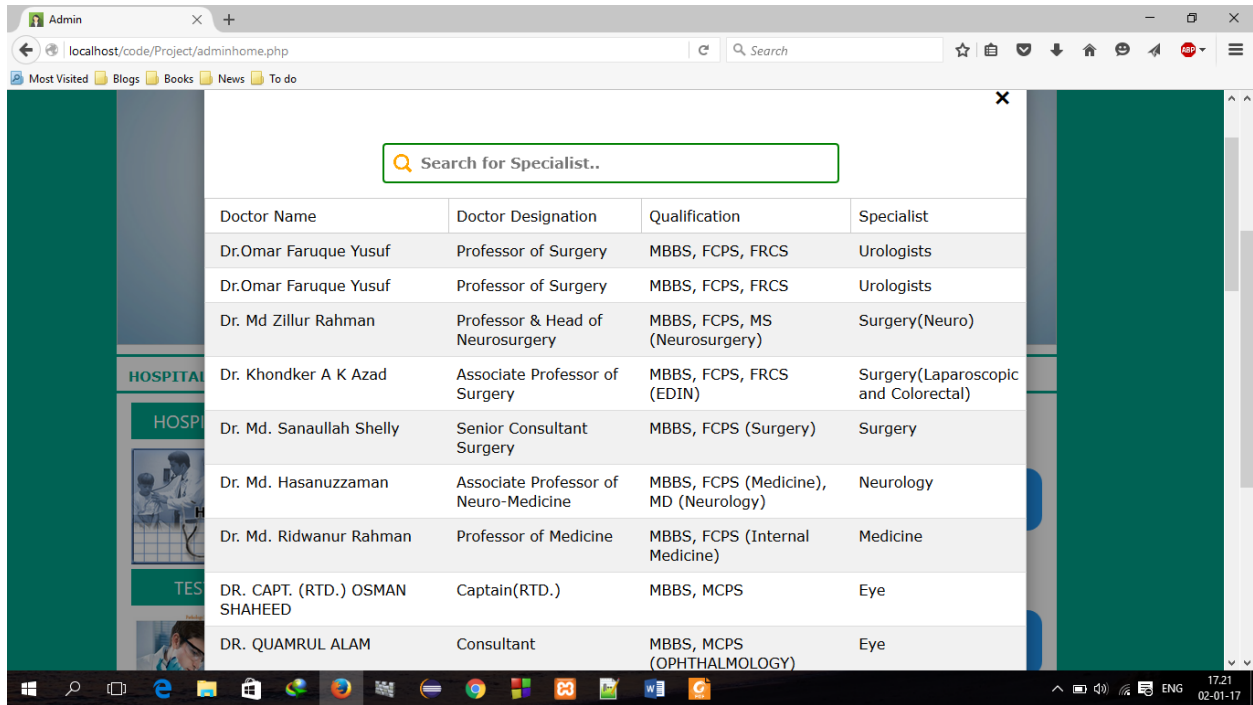 Admin
localhost/code/Project/adminhome.php
Search
ABP
Most Visited Blogs Books News To do
Search for Specialist..
Doctor Name Doctor Designation Qualification Specialist
Dr.Omar Faruque Yusuf Professor of Surgery MBBS, FCPS, FRCS Urologists
Dr.Omar Faruque Yusuf Professor of Surgery MBBS, FCPS, FRCS Urologists
Dr. Md Zillur Rahman Professor & Head of MBBS, FCPS, MS Surgery(Neuro)
Neurosurgery (Neurosurgery)
HOSPITAL
Dr. Khondker A K Azad Associate Professor of MBBS, FCPS, FRCS Surgery(Laparoscopic
Surgery (EDIN) and Colorectal)
HOSPI
Dr. Md. Sanaullah Shelly Senior Consultant MBBS, FCPS (Surgery) Surgery
Surgery
Dr. Md. Hasanuzzaman Associate Professor of MBBS, FCPS (Medicine), Neurology
Neuro-Medicine MD (Neurology)
H
Dr. Md. Ridwanur Rahman Professor of Medicine MBBS, FCPS (Internal Medicine
Medicine)
TES
DR. CAPT. (RTD.) OSMAN Captain(RTD.) MBBS, MCPS Eye
SHAHEED
DR. QUAMRUL ALAM Consultant MBBS, MCPS Eye
(OPHTHALMOLOGY)
ENG 17.21
02-01-17